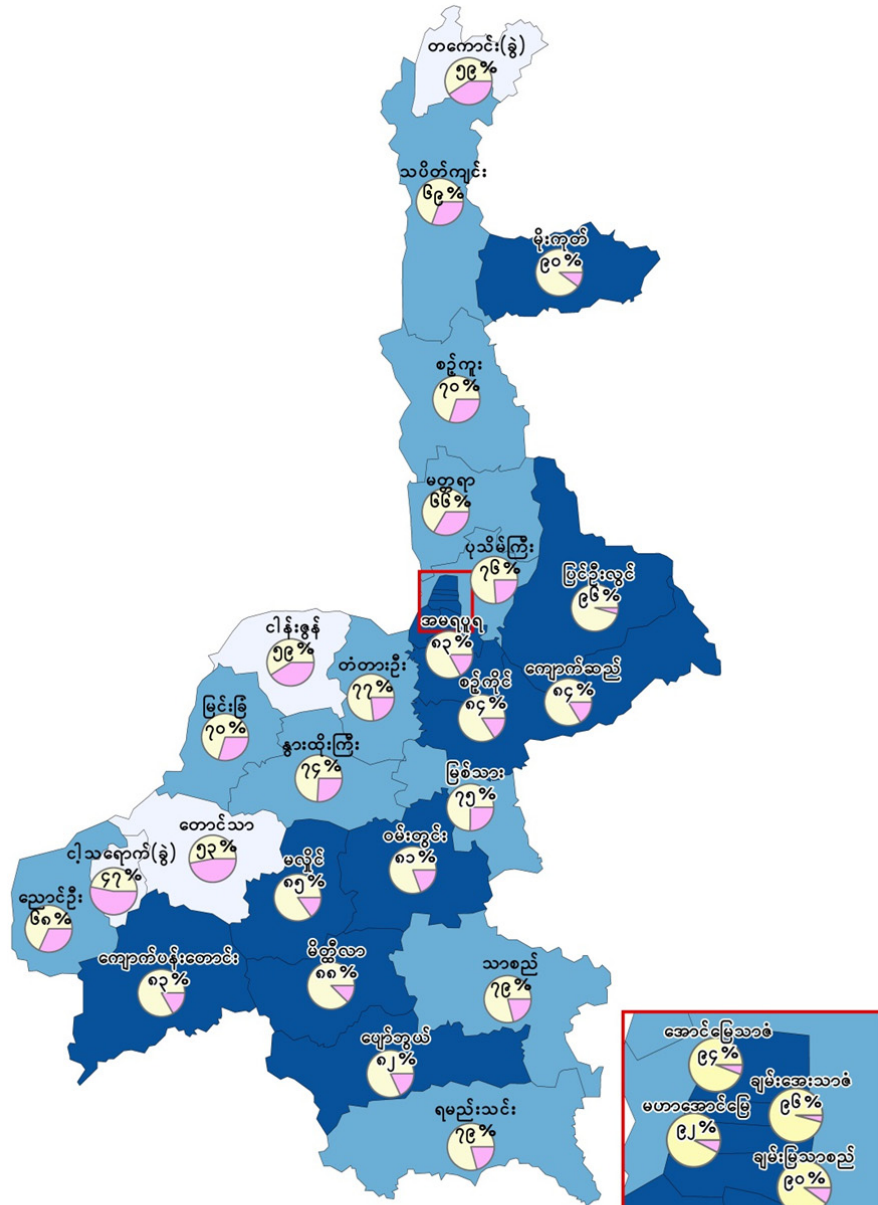 တကောင်း(ခွဲ)
၅၉%
သပိတ်ကျင်း
၆၉%
မိုးကုတ်
၉၀%
စဉ့်ကူး
၇၀%
မတ္တရာ
၆၆%
ပုသိမ်ကြီး
၇၆%
ပြင်ဦးလွင်
၉၆%
အမရပူရ
၈၃%
ငါန်းဇွန်
၅၉%
တံတားဦး
၇၇%
စဉ့်ကိုင်
၈၄%
ကျောက်ဆည်
၈၄%
မြင်းခြံ
၇၀%
နွားထိုးကြီး
၇၄%
မြစ်သား
၇၅%
တောင်သာ
၅၃%
ဝမ်းတွင်း
၈၁%
ငါ့သရောက်(ခွဲ)
၄၇%
မလှိုင်
၈၅%
ညောင်ဦး
၆၈%
ကျောက်ပန်းတောင်း
၈၃%
မိတ္ထီလာ
၈၈%
သာစည်
၇၉%
ပျော်ဘွယ်
၈၂%
ရမည်းသင်း
၇၉%
အောင်မြေသာဇံ
၉၄%
ချမ်းအေးသာဇံ
၉၆%
မဟာအောင်မြေ
၉၂%
ချမ်းမြသာစည်
၉၀%